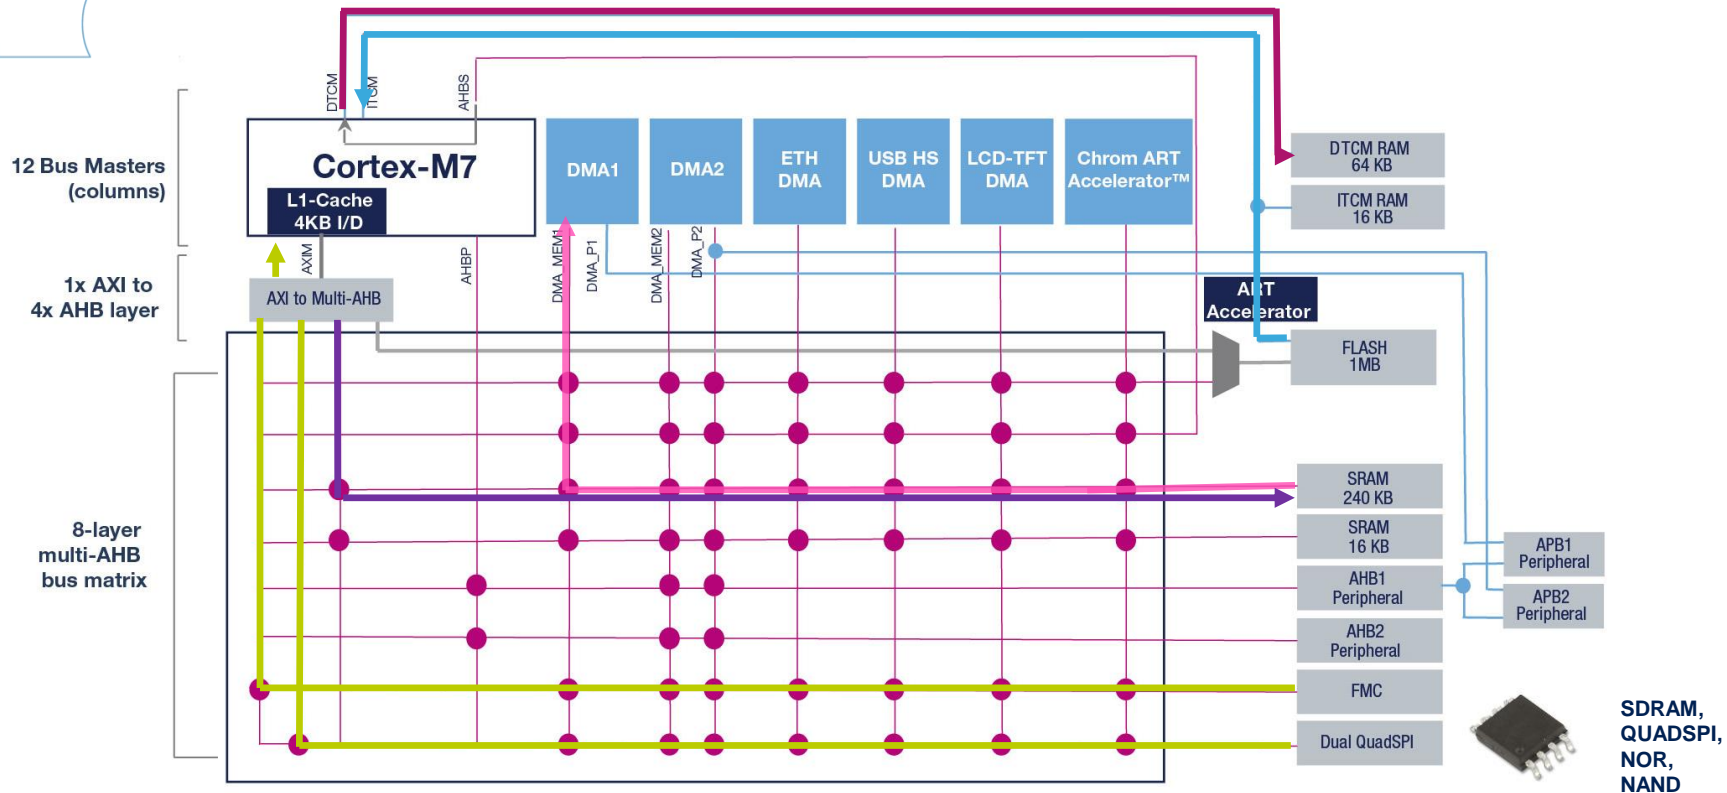 DTCM
ITCM
AHBS
12 Bus Masters
(columns)
Cortex-M7
L1-Cache
4KB I/D
DMA1
DMA2
ETH
DMA
USB HS
DMA
LCD-TFT
DMA
Chrom ART
Accelerator™
DTCM RAM
64 KB
ITCM RAM
16 KB
AXIM
AHBP
DMA_MEM1
DMA_P1
DMA_MEM2
DMA_P2
1x AXI to
4x AHB layer
AXI to Multi-AHB
ART
Accelerator
FLASH
1MB
8-layer
multi-AHB
bus matrix
SRAM
240 KB
SRAM
16 KB
AHB1
Peripheral
AHB2
Peripheral
FMC
Dual QuadSPI
APB1
Peripheral
APB2
Peripheral
SDRAM,
QUADSPI,
NOR,
NAND